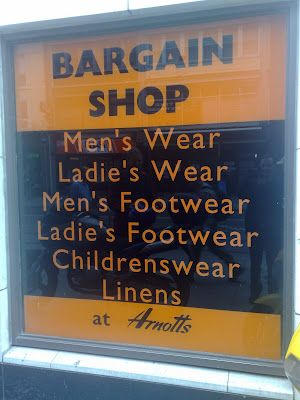 BARGAIN
SHOP
Men's Wear
Ladie's Wear
Men's Footwear
Ladie's Footwear
Childrenswear
Linens
at Arnotts